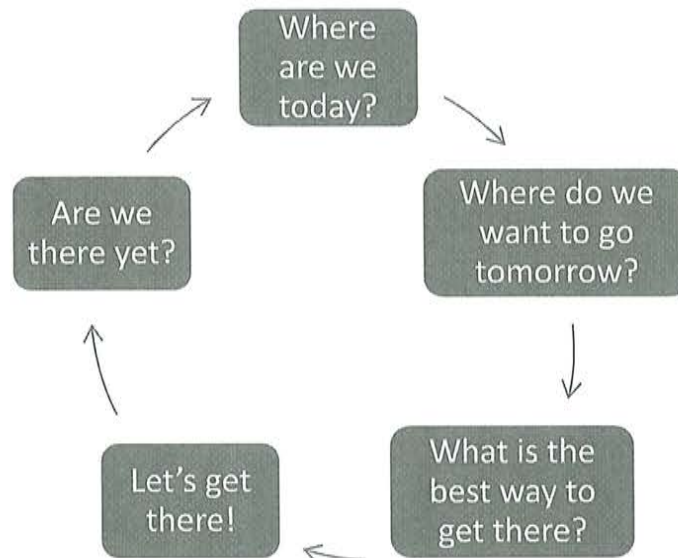 Where
are we
today?
Where do we
want to go
tomorrow?
What is the
best way to
get there?
Let's get
there!
Are we
there yet?